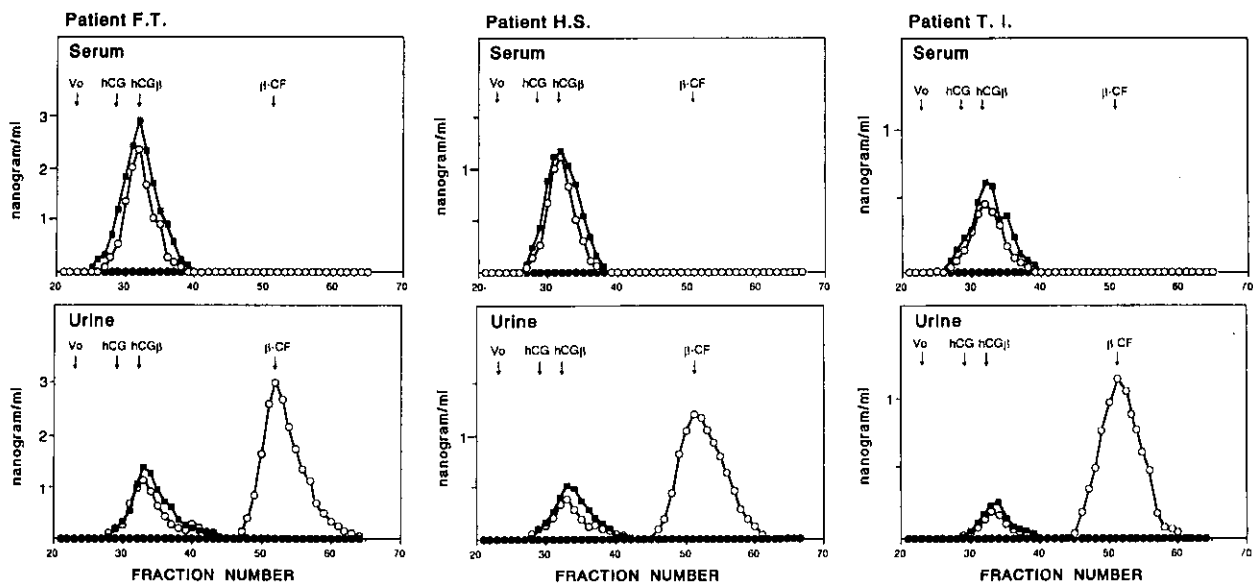 Patient F.T.
Serum
Vo hCG hCGβ β-CF
nanogram/ml
3
2
1
20 30 40 50 60 70
Urine
Vo hCG hCGβ β-CF
nanogram/ml
3
2
1
20 30 40 50 60 70
FRACTION NUMBER
Patient H.S.
Serum
Vo hCG hCGβ β-CF
nanogram/ml
1
20 30 40 50 60 70
Urine
Vo hCG hCGβ β-CF
nanogram/ml
1
20 30 40 50 60 70
FRACTION NUMBER
Patient T. I.
Serum
Vo hCG hCGβ β-CF
nanogram/ml
1
20 30 40 50 60 70
Urine
Vo hCG hCGβ β CF
nanogram/ml
1
20 30 40 50 60 70
FRACTION NUMBER